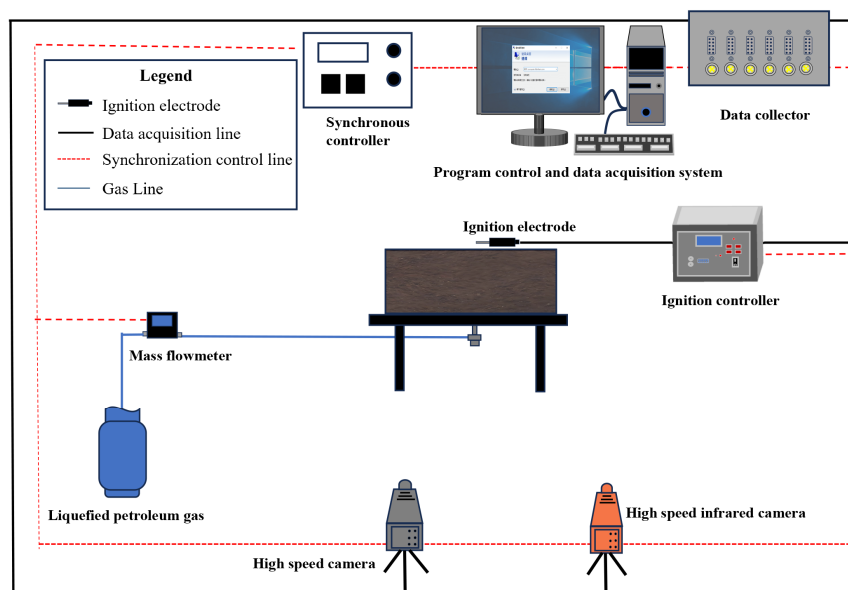 Legend
Ignition electrode
Data acquisition line
Synchronization control line
Gas Line
Synchronous
controller
Program control and data acquisition system
Data collector
Ignition electrode
Ignition controller
Mass flowmeter
Liquefied petroleum gas
High speed camera
High speed infrared camera